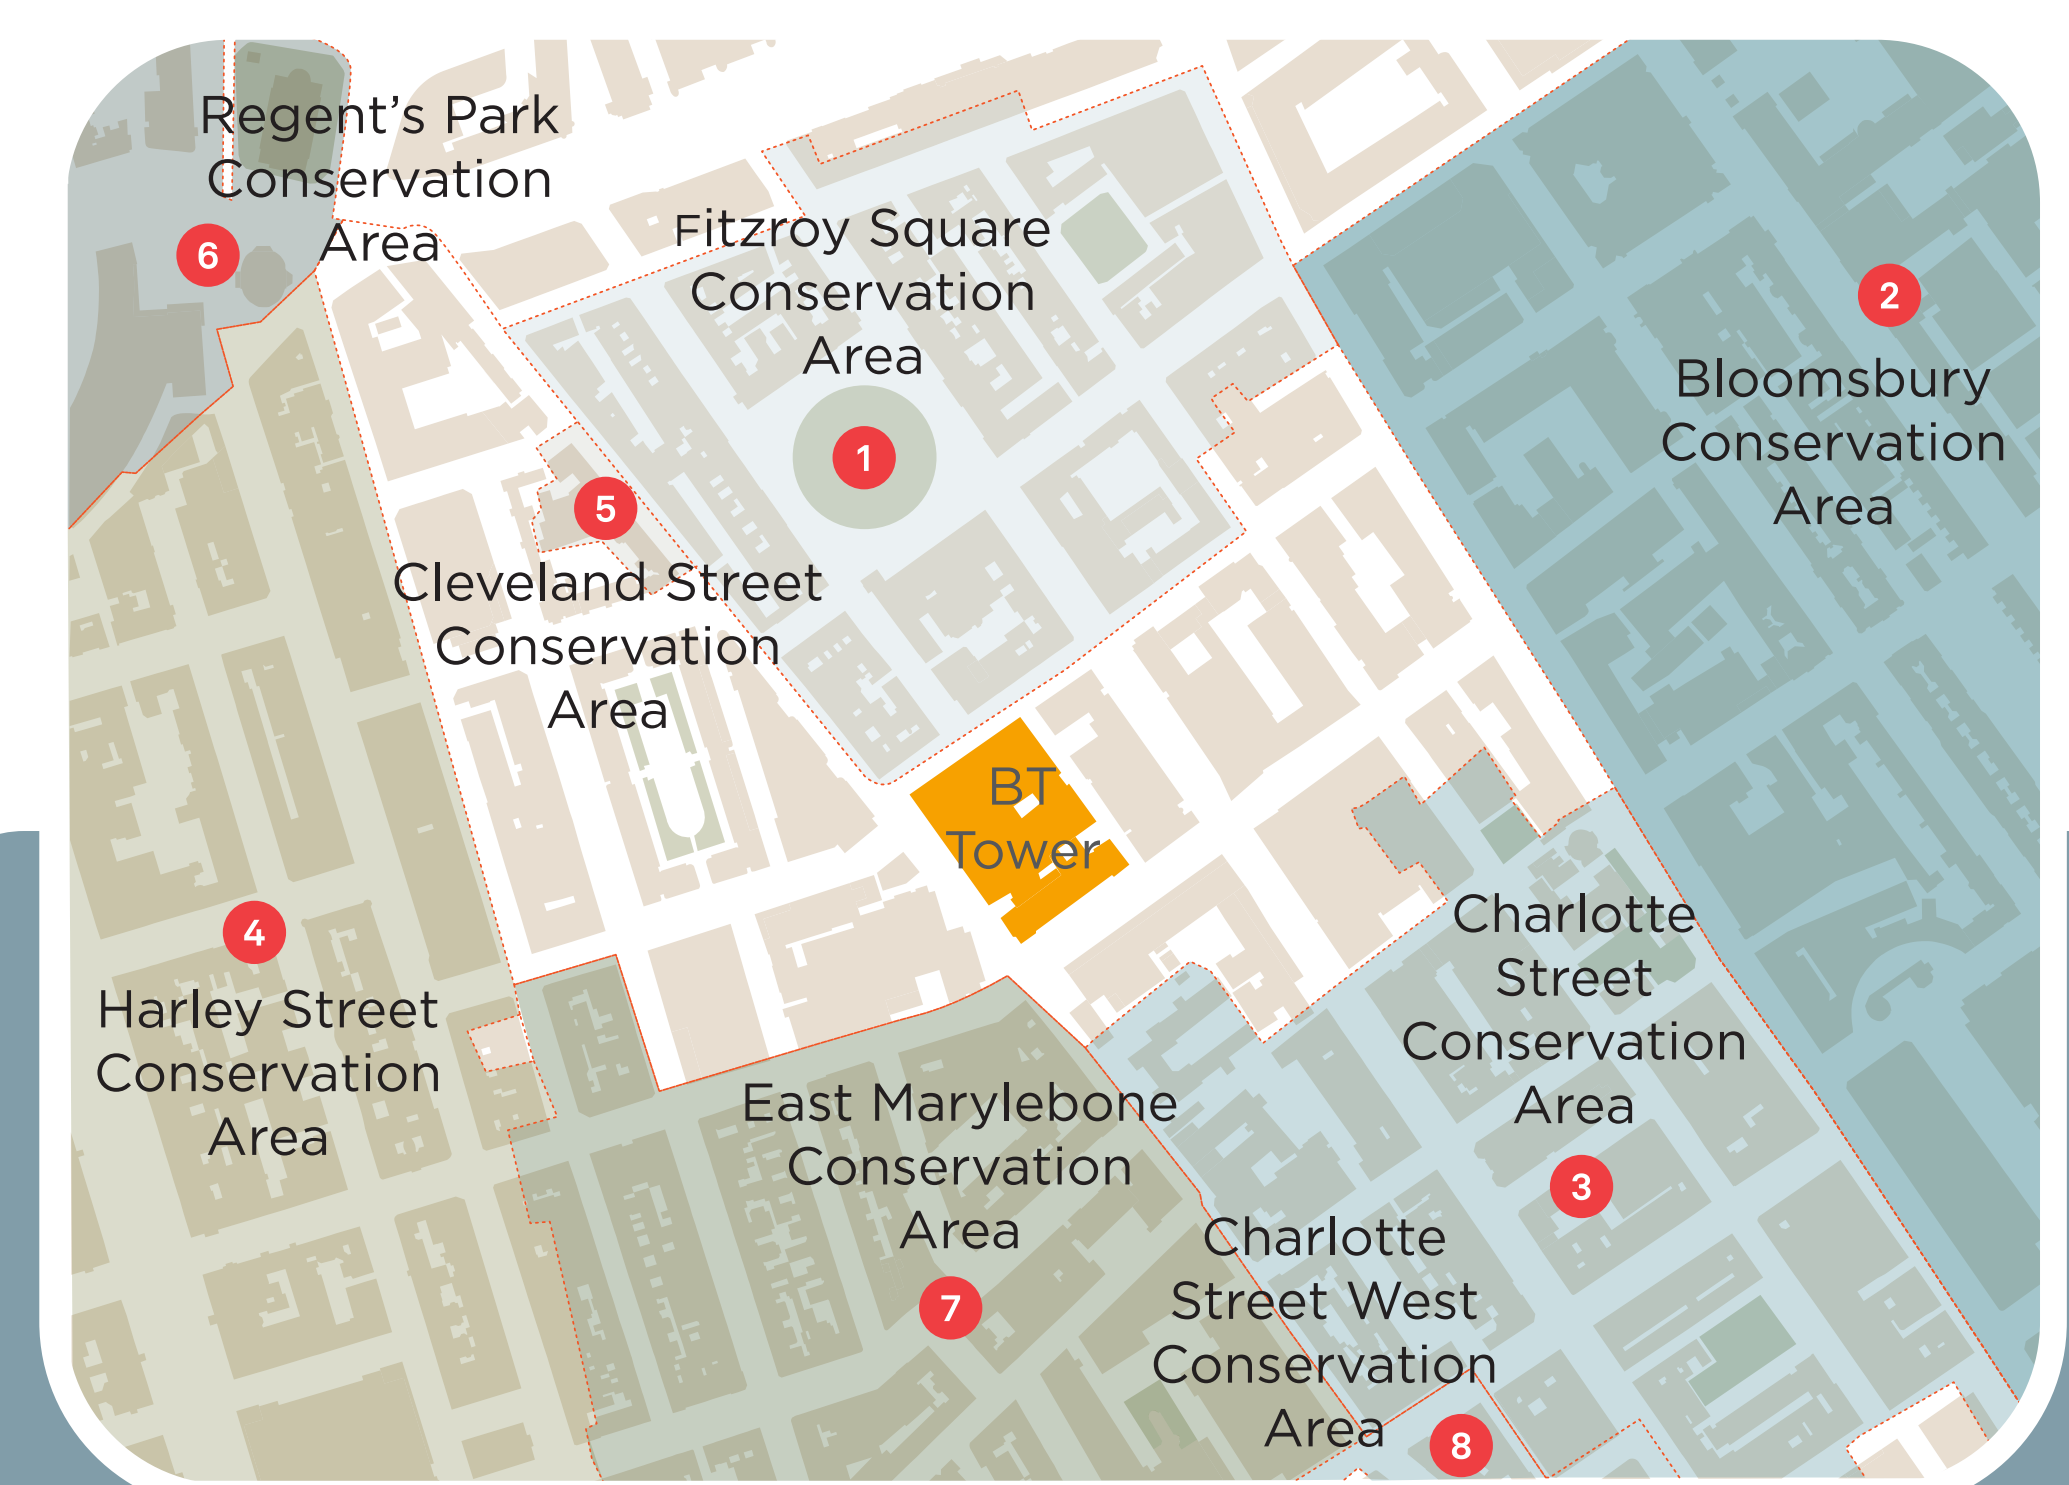 Regent’s Park
Conservation
Area
6
Fitzroy Square
Conservation
Area
1
2
Bloomsbury
Conservation
Area
5
Cleveland Street
Conservation
Area
BT
Tower
4
Harley Street
Conservation
Area
Charlotte
Street
Conservation
Area
3
East Marylebone
Conservation
Area
7
Charlotte
Street West
Conservation
Area
8